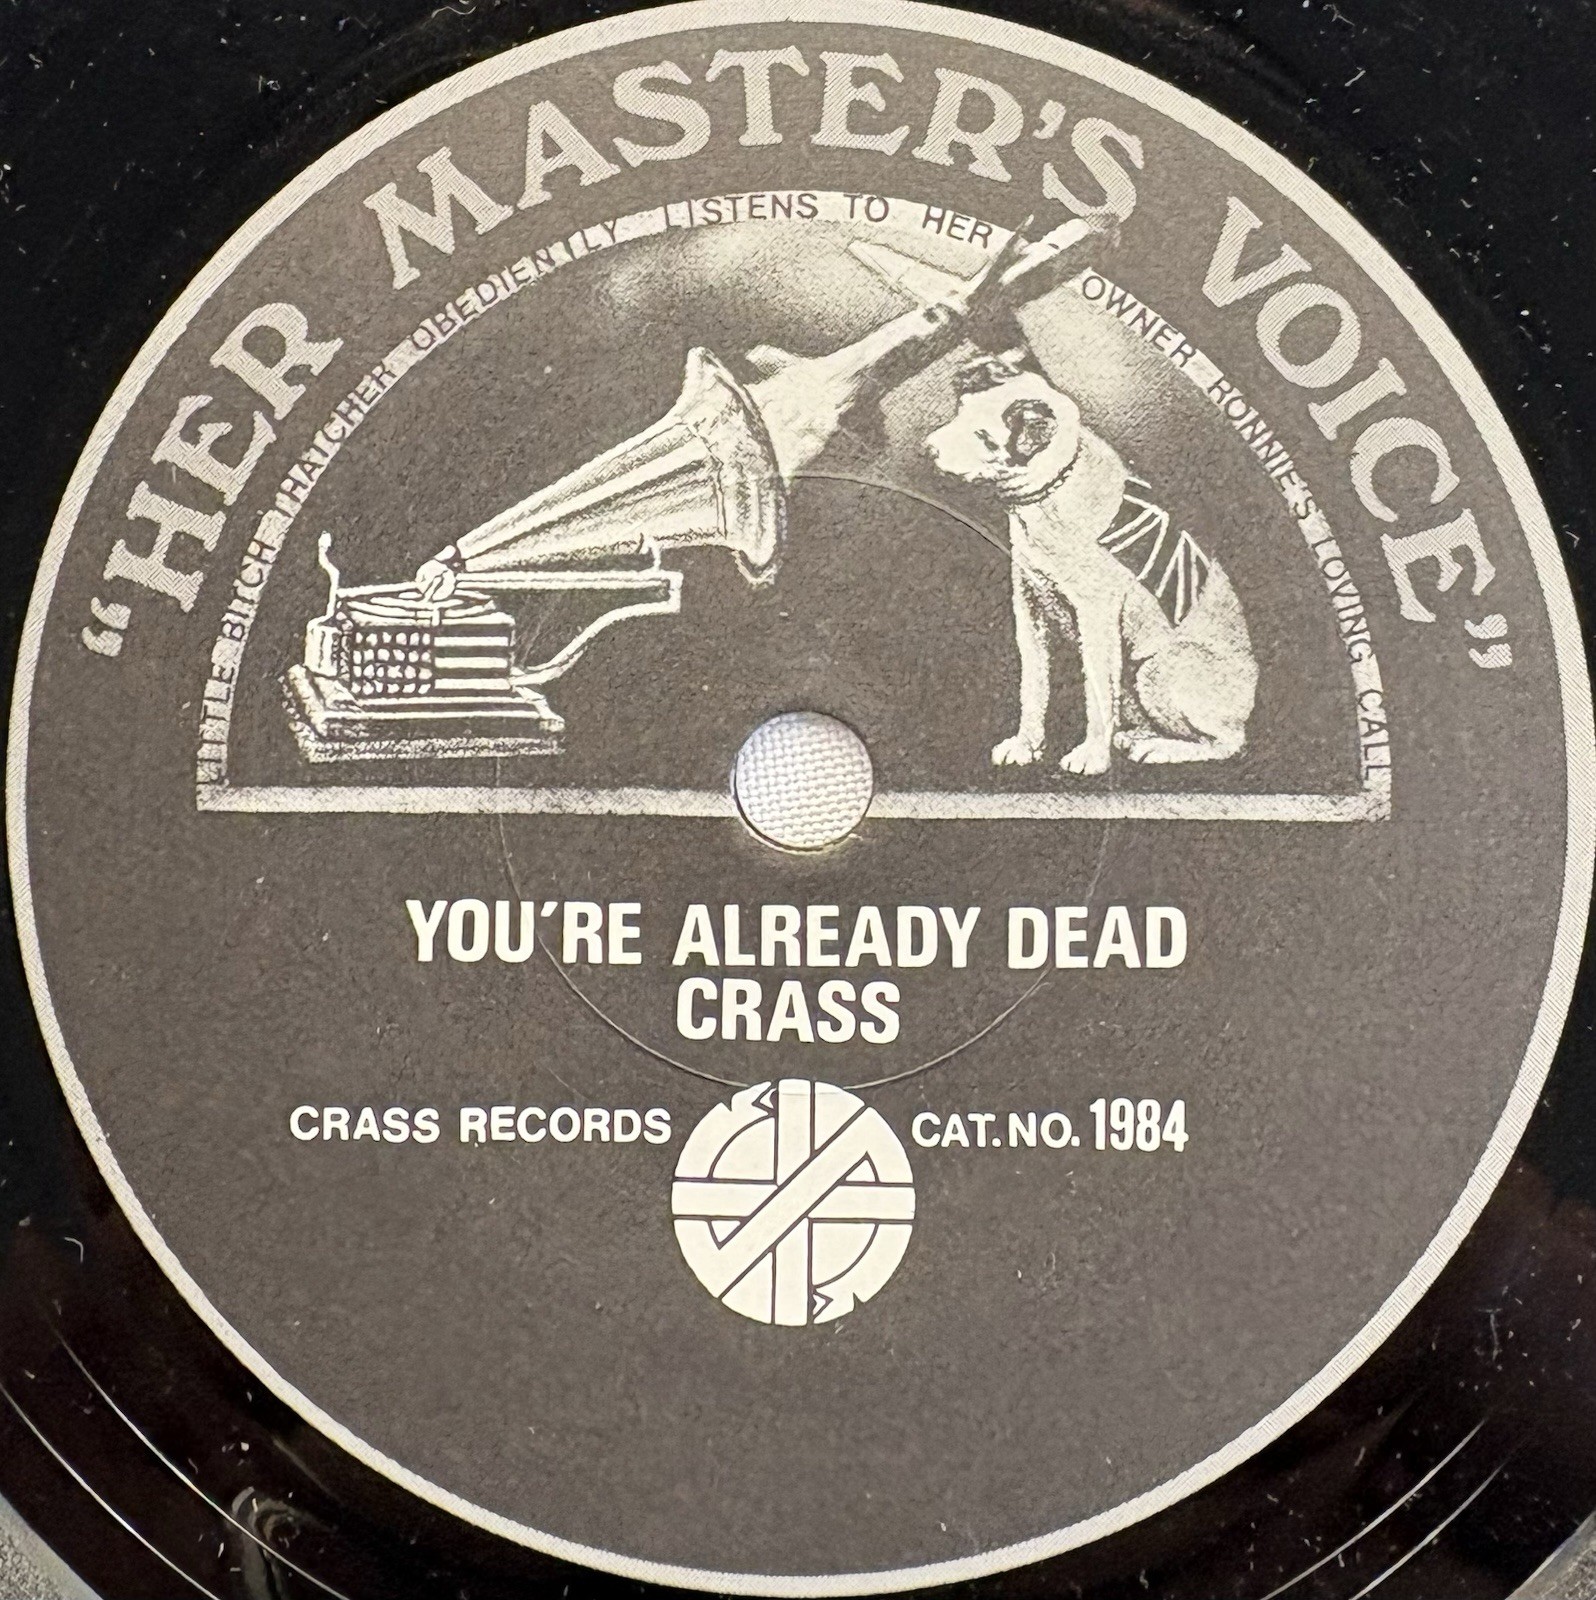 “HER MASTER'S VOICE”
LITTLE BITCH THATCHER OBEDIENTLY LISTENS TO HER OWNER RONNIE'S LOVING CALL
YOU'RE ALREADY DEAD
CRASS
CRASS RECORDS CAT.NO. 1984